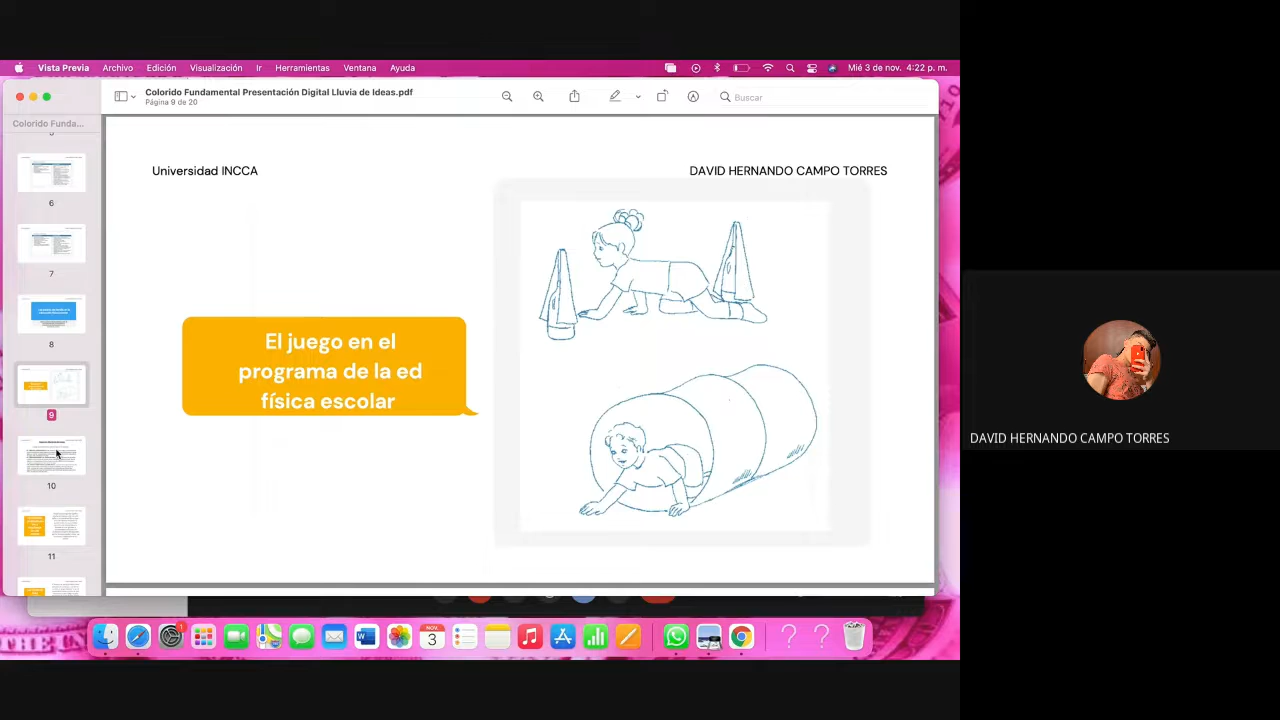 Vista Previa Archivo Edición Visualización Ir Herramientas Ventana Ayuda Mié 3 de nov. 4:22 p. m.
Colorido Fundamental Presentación Digital Lluvia de Ideas.pdf
Página 9 de 20
Buscar
Colorido Funda...
6
7
8
9
10
11
Universidad INCCA
DAVID HERNANDO CAMPO TORRES
El juego en el
programa de la ed
física escolar
DAVID HERNANDO CAMPO TORRES
NOV.
3